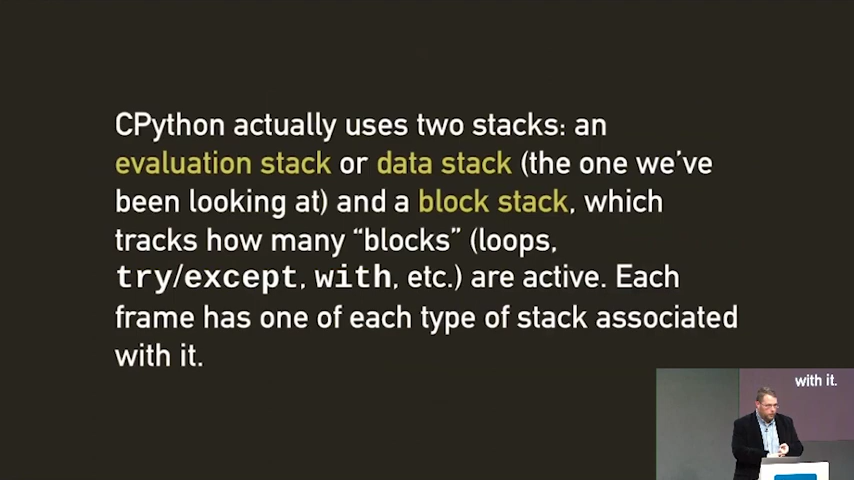 CPython actually uses two stacks: an
evaluation stack or data stack (the one we’ve
been looking at) and a block stack, which
tracks how many “blocks” (loops,
try/except, with, etc.) are active. Each
frame has one of each type of stack associated
with it.
with it.